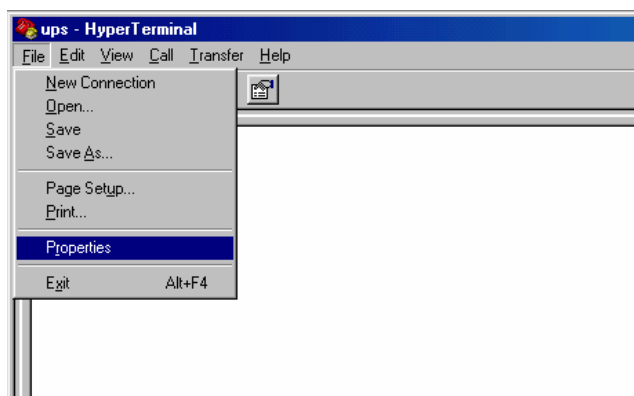 ups - HyperTerminal
File Edit View Call Transfer Help
New Connection
Open...
Save
Save As...
Page Setup...
Print...
Properties
Exit Alt+F4